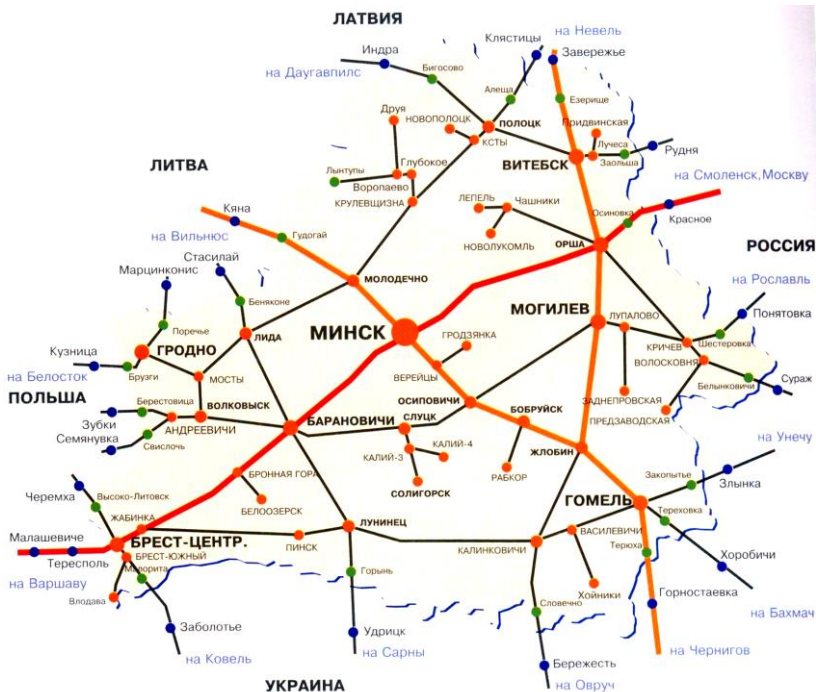 ЛАТВИЯ
Клястицы
на Невель
Индра
Завережье
на Даугавпилс
Бигосово
Алеща
Езерище
Друя
НОВОПОЛОЦК
ПОЛОЦК
Придвинская
КСТЫ
Лучеса
Рудня
ЛИТВА
Глубокое
ВИТЕБСК
Заольша
Лынтупы
Воропаево
на Смоленск, Москву
КРУЛЕВЩИЗНА
ЛЕПЕЛЬ
Чашники
Кяна
Осиновка
Красное
Гудогай
на Вильнюс
НОВОЛУКОМЛЬ
ОРША
РОССИЯ
Стасилай
Марцинконис
МОЛОДЕЧНО
на Рославль
Беняконе
МОГИЛЕВ
ЛУПАЛОВО
Понятовка
Поречье
МИНСК
ГРОДЗЯНКА
Кузница
ГРОДНО
ЛИДА
КРИЧЕВ
Шестеровка
ВОЛОСКОВНЯ
на Белосток
Брузги
МОСТЫ
ВЕРЕЙЦЫ
Белынковичи
Сураж
ПОЛЬША
Берестовица
ВОЛКОВЫСК
ОСИПОВИЧИ
ЗАДНЕПРОВСКАЯ
Зубки
БАРАНОВИЧИ
СЛУЦК
БОБРУЙСК
ПРЕДЗАВОДСКАЯ
Семянувка
АНДРЕЕВИЧИ
на Унечу
Свислочь
КАЛИЙ-3
КАЛИЙ-4
ЖЛОБИН
Черемха
БРОННАЯ ГОРА
РАБКОР
Закопытье
Злынка
Высоко-Литовск
СОЛИГОРСК
ГОМЕЛЬ
ЖАБИНКА
БЕЛООЗЕРСК
Тереховка
Малашевиче
БРЕСТ-ЦЕНТР.
ЛУНИНЕЦ
ВАСИЛЕВИЧИ
Тересполь
БРЕСТ-ЮЖНЫЙ
ПИНСК
КАЛИНКОВИЧИ
Терюха
Хоробичи
на Варшаву
Малорита
Горынь
Влодава
Хойники
Горностаевка
Словечно
на Бахмач
Заболотье
Удрицк
на Ковель
на Сарны
Бережесть
на Чернигов
УКРАИНА
на Овруч